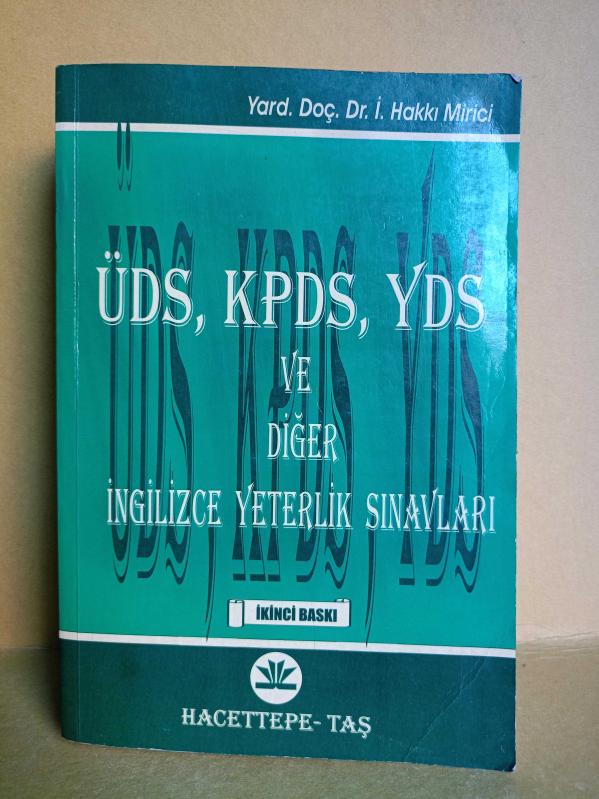 Yard. Doç. Dr. İ. Hakkı Mirici
ÜDS, KPDS, YDS
VE
DİĞER
İNGİLİZCE YETERLİK SINAVLARI
İKİNCİ BASKI
HACETTEPE- TAŞ